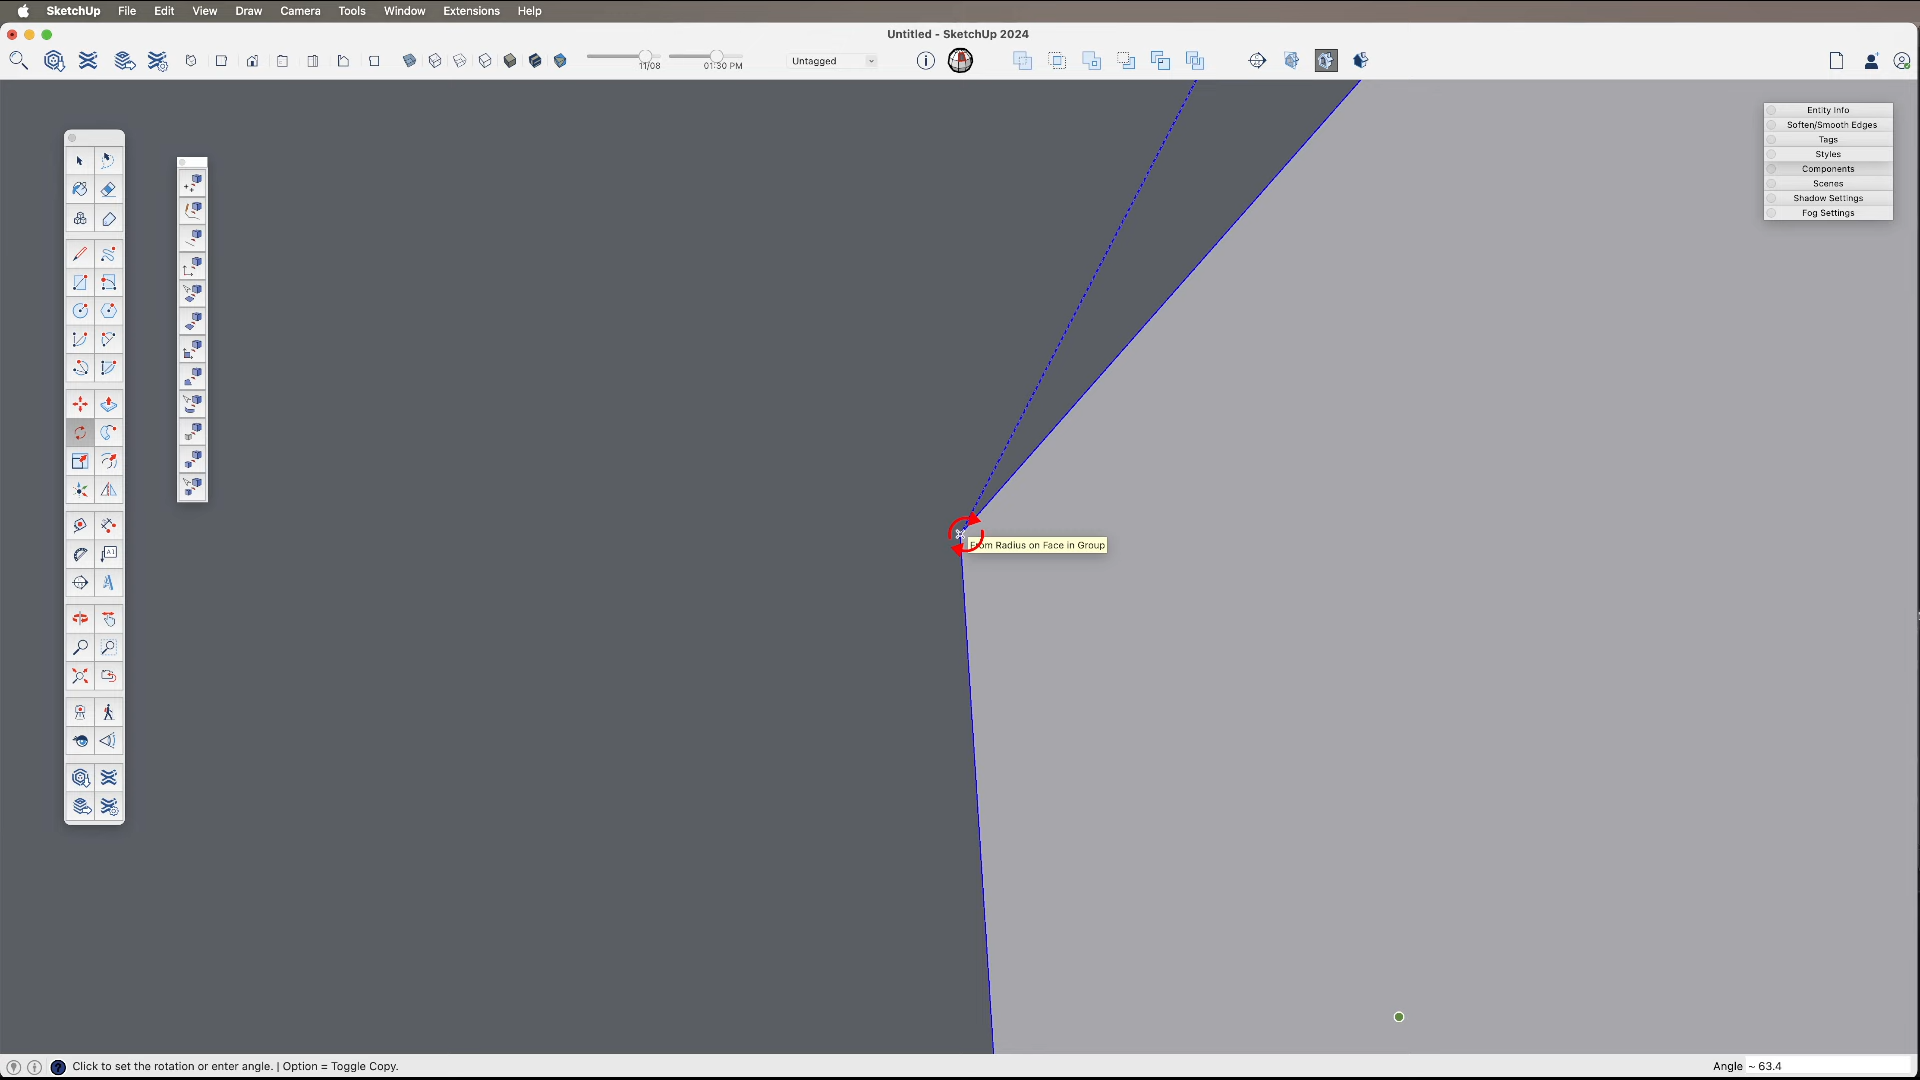 SketchUp File Edit View Draw Camera Tools Window Extensions Help
Untitled - SketchUp 2024
11/08
01:30 PM
Untagged
Entity Info
Soften/Smooth Edges
Tags
Styles
Components
Scenes
Shadow Settings
Fog Settings
A1
From Radius on Face in Group
Click to set the rotation or enter angle. | Option = Toggle Copy.
Angle ~ 63.4